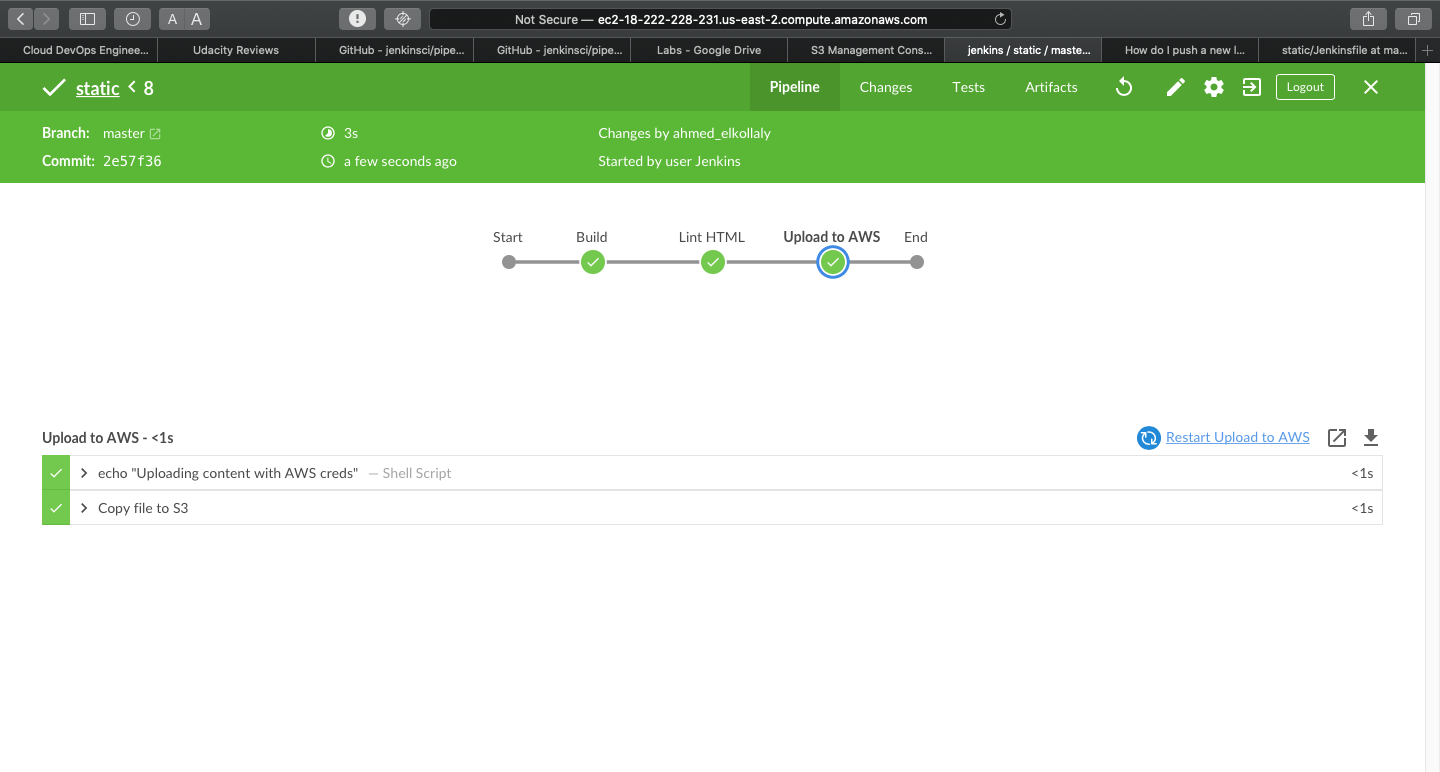 A A Not Secure — ec2-18-222-228-231.us-east-2.compute.amazonaws.com
Cloud DevOps Enginee... Udacity Reviews GitHub - jenkinsci/pipe... GitHub - jenkinsci/pipe... Labs - Google Drive S3 Management Cons... jenkins / static / maste... How do I push a new l... static/Jenkinsfile at ma...
static < 8 Pipeline Changes Tests Artifacts Logout
Branch: master 3s Changes by ahmed_elkollaly
Commit: 2e57f36 a few seconds ago Started by user Jenkins
Start Build Lint HTML Upload to AWS End
Upload to AWS - <1s Restart Upload to AWS
echo "Uploading content with AWS creds" — Shell Script <1s
Copy file to S3 <1s